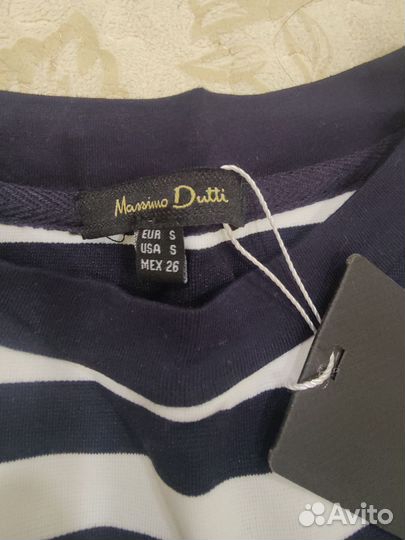 Massimo Dutti
EUR S
USA S
MEX 26
Avito